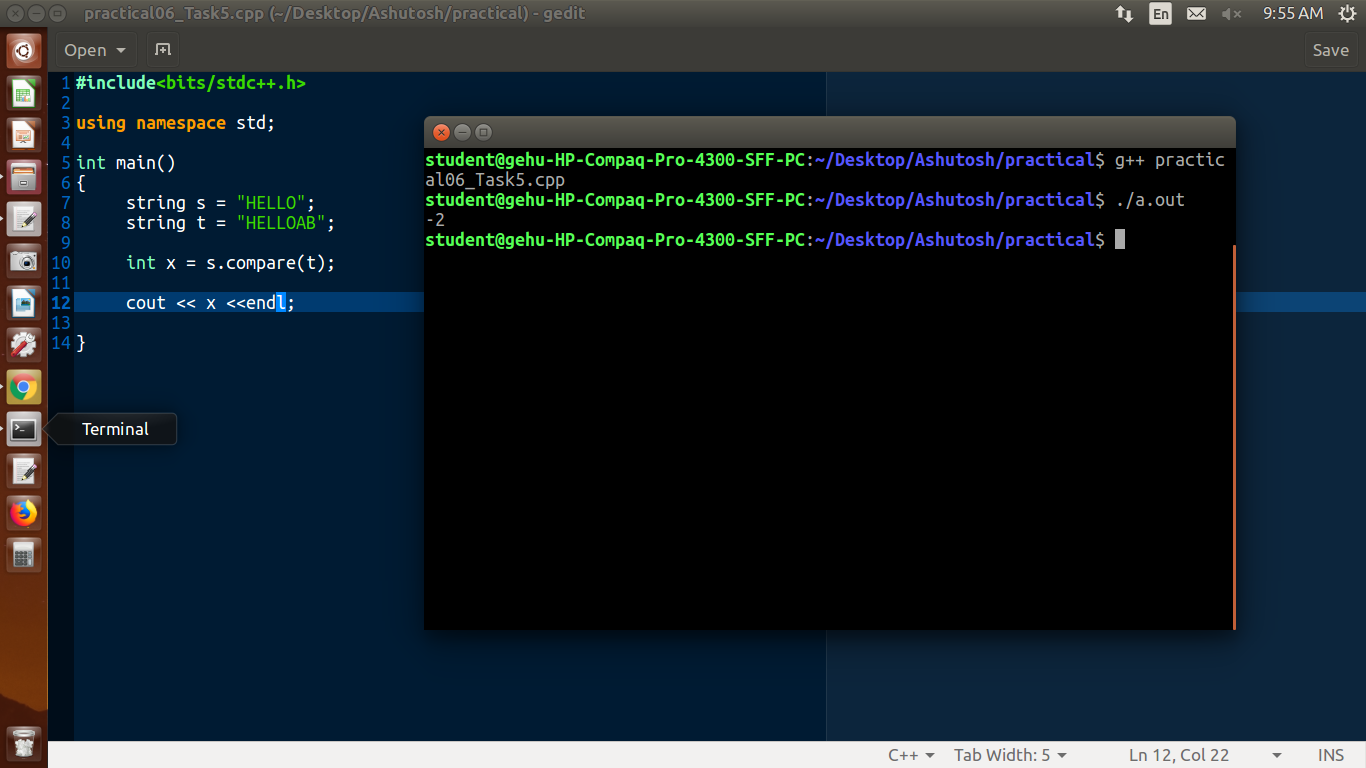 practical06_Task5.cpp (~/Desktop/Ashutosh/practical) - gedit
En
9:55 AM
Open
Save
1 #include<bits/stdc++.h>
2
3 using namespace std;
4
5 int main()
6 {
7 string s = "HELLO";
8 string t = "HELLOAB";
9
10 int x = s.compare(t);
11
12 cout << x <<endl;
13
14 }
student@gehu-HP-Compaq-Pro-4300-SFF-PC:~/Desktop/Ashutosh/practical$ g++ practic
al06_Task5.cpp
student@gehu-HP-Compaq-Pro-4300-SFF-PC:~/Desktop/Ashutosh/practical$ ./a.out
-2
student@gehu-HP-Compaq-Pro-4300-SFF-PC:~/Desktop/Ashutosh/practical$
Terminal
C++
Tab Width: 5
Ln 12, Col 22
INS